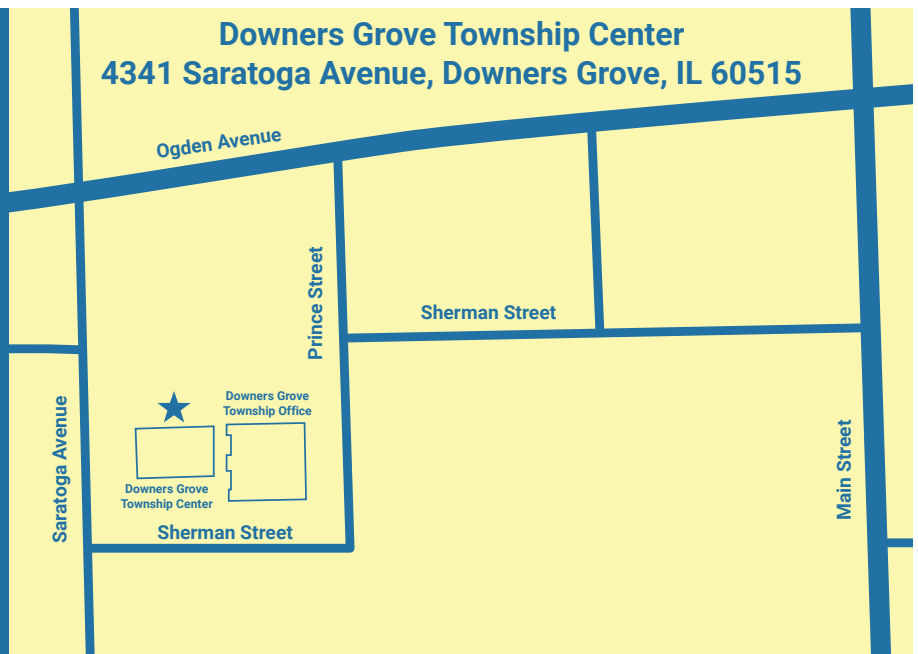 Downers Grove Township Center
4341 Saratoga Avenue, Downers Grove, IL 60515
Ogden Avenue
Prince Street
Sherman Street
Downers Grove
Township Office
Saratoga Avenue
Main Street
Downers Grove
Township Center
Sherman Street